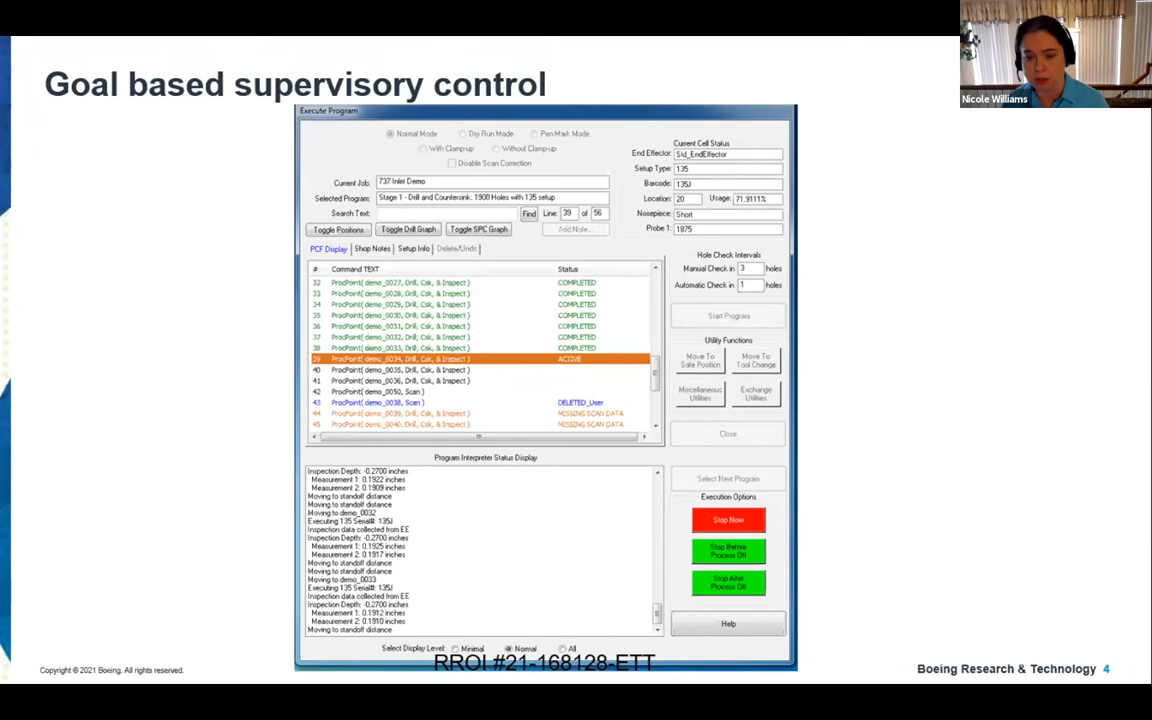 Goal based supervisory control
Nicole Williams
Execute Program
Normal Mode Dry Run Mode Pen Mark Mode
With Clamp-up Without Clamp-up
Disable Scan Correction
Current Job: 737 Inlet Demo
Selected Program: Stage 1 - Drill and Countersink: 1900 Holes with 135 setup
Search Text: Find Line: 39 of 56
Toggle Positions Toggle Drill Graph Toggle SPC Graph Add Note...
Current Cell Status
End Effector: Std_EndEffector
Setup Type: 135
Barcode: 135J
Location: 20 Usage: 71.9111%
Nosepiece: Short
Probe 1: 1875
PCF Display Shop Notes Setup Info Delete/Undo
# Command TEXT Status
32 ProcPoint( demo_0027, Drill, Csk, & Inspect ) COMPLETED
33 ProcPoint( demo_0028, Drill, Csk, & Inspect ) COMPLETED
34 ProcPoint( demo_0029, Drill, Csk, & Inspect ) COMPLETED
35 ProcPoint( demo_0030, Drill, Csk, & Inspect ) COMPLETED
36 ProcPoint( demo_0031, Drill, Csk, & Inspect ) COMPLETED
37 ProcPoint( demo_0032, Drill, Csk, & Inspect ) COMPLETED
38 ProcPoint( demo_0033, Drill, Csk, & Inspect ) COMPLETED
39 ProcPoint( demo_0034, Drill, Csk, & Inspect ) ACTIVE
40 ProcPoint( demo_0035, Drill, Csk, & Inspect )
41 ProcPoint( demo_0036, Drill, Csk, & Inspect )
42 ProcPoint( demo_0050, Scan )
43 ProcPoint( demo_0038, Scan ) DELETED_User
44 ProcPoint( demo_0039, Drill, Csk, & Inspect ) MISSING SCAN DATA
45 ProcPoint( demo_0040, Drill, Csk, & Inspect ) MISSING SCAN DATA
Hole Check Intervals
Manual Check in 3 holes
Automatic Check in 1 holes
Start Program
Utility Functions
Move To Safe Position
Move To Tool Change
Miscellaneous Utilities
Exchange Utilities
Close
Program Interpreter Status Display
Inspection Depth: -0.2700 inches
Measurement 1: 0.1922 inches
Measurement 2: 0.1909 inches
Moving to standoff distance
Moving to standoff distance
Moving to demo_0032
Executing 135 Serial#: 135J
Inspection data collected from EE
Inspection Depth: -0.2700 inches
Measurement 1: 0.1925 inches
Measurement 2: 0.1917 inches
Moving to standoff distance
Moving to standoff distance
Moving to demo_0033
Executing 135 Serial#: 135J
Inspection data collected from EE
Inspection Depth: -0.2700 inches
Measurement 1: 0.1912 inches
Measurement 2: 0.1910 inches
Moving to standoff distance
Select Next Program
Execution Options
Stop Now
Stop Before
Process Off
Stop After
Process Off
Help
Select Display Level: Minimal Normal All
RROI #21-168128-ETT
Copyright © 2021 Boeing. All rights reserved.
Boeing Research & Technology 4